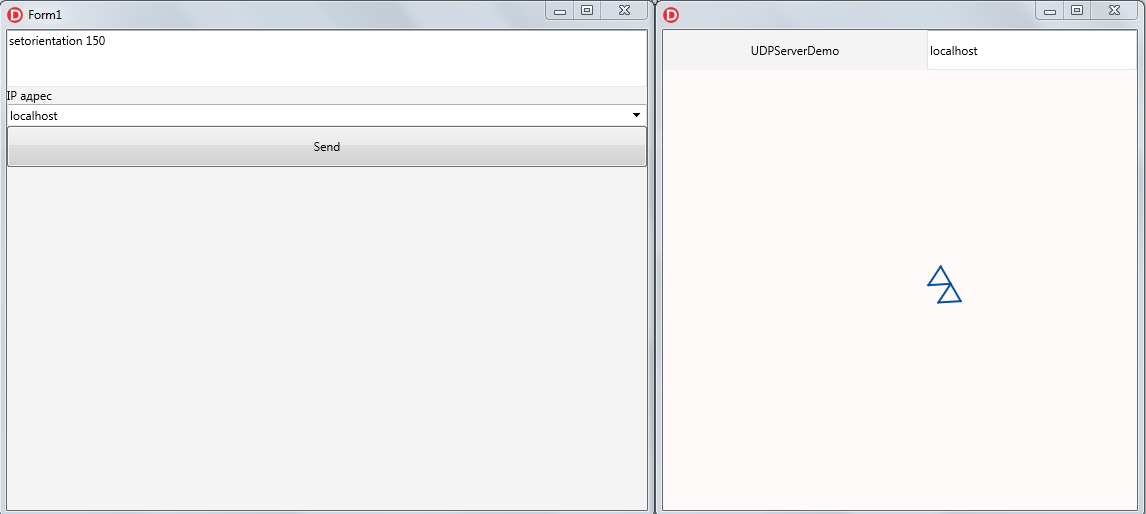 Form1
setorientation 150
IP адрес
localhost
Send
UDPServerDemo
localhost